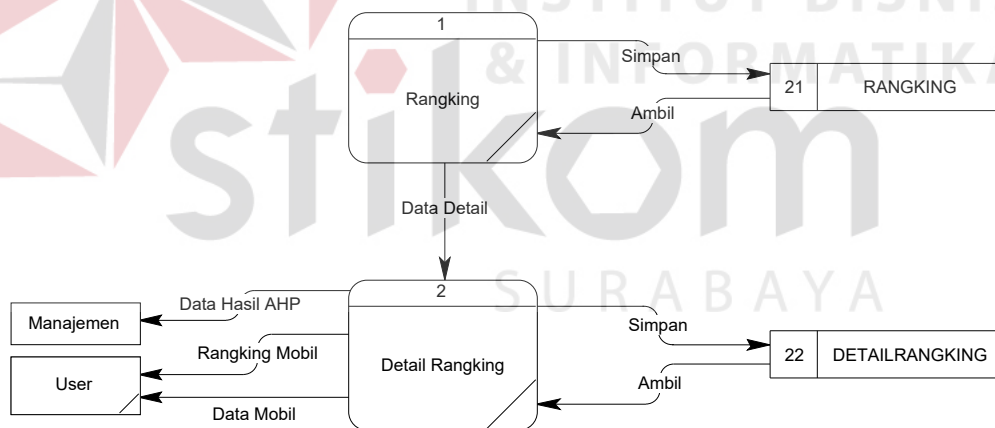 INSTITUT BISNI
& INFORMATIKA
stikom
SURABAYA
1
Rangking
Simpan
Ambil
21
RANGKING
Data Detail
2
Detail Rangking
Data Hasil AHP
Manajemen
Rangking Mobil
User
Data Mobil
Simpan
Ambil
22
DETAILRANGKING